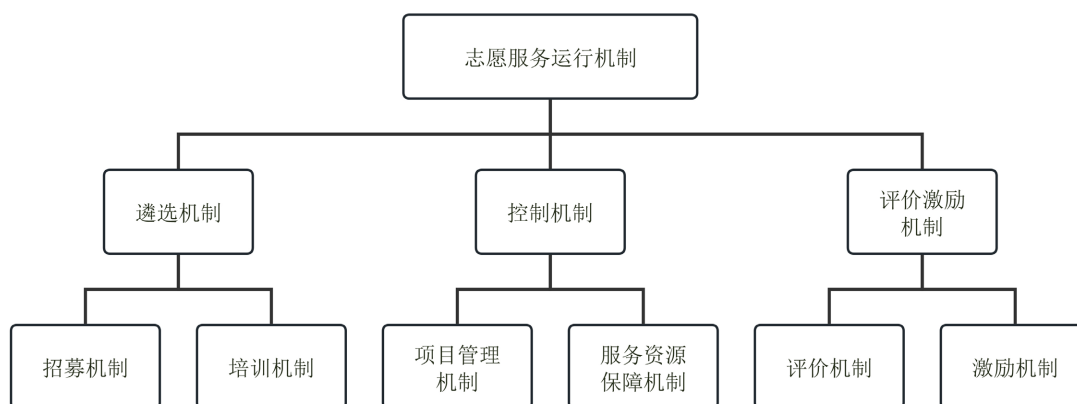 志愿服务运行机制
遴选机制
控制机制
评价激励
机制
招募机制
培训机制
项目管理
机制
服务资源
保障机制
评价机制
激励机制